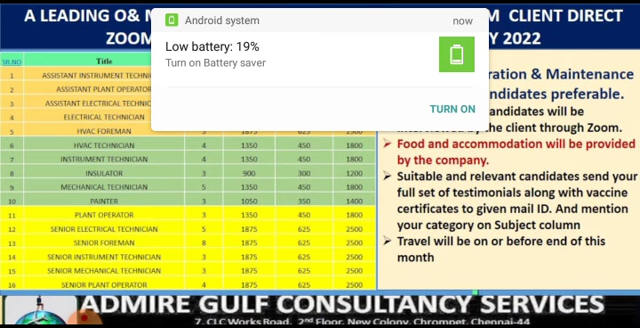 A LEADING O& M
M CLIENT DIRECT
ZOOM
Y 2022
Android system now
Low battery: 19%
Turn on Battery saver
TURN ON
SR.NO Title
1 ASSISTANT INSTRUMENT TECHNI
2 ASSISTANT PLANT OPERATOR
3 ASSISTANT ELECTRICAL TECHN
4 ELECTRICAL TECHNICIAN
5 HVAC FOREMAN 3 1875 625 2500
6 HVAC TECHNICIAN 4 1350 450 1800
7 INSTRUMENT TECHNICIAN 4 1350 450 1800
8 INSULATOR 3 900 300 1200
9 MECHANICAL TECHNICIAN 5 1350 450 1800
10 PAINTER 3 1050 350 1400
11 PLANT OPERATOR 3 1350 450 1800
12 SENIOR ELECTRICAL TECHNICIAN 5 1875 625 2500
13 SENIOR FOREMAN 8 1875 625 2500
14 SENIOR INSTRUMENT TECHNICIAN 3 1875 625 2500
15 SENIOR MECHANICAL TECHNICIAN 3 1875 625 2500
16 SENIOR PLANT OPERATOR 4 1875 625 2500
ration & Maintenance
ndidates preferable.
andidates will be
interviewed by the client through Zoom.
➢ Food and accommodation will be provided
by the company.
➢ Suitable and relevant candidates send your
full set of testimonials along with vaccine
certificates to given mail ID. And mention
your category on Subject column
➢ Travel will be on or before end of this
month
ADMIRE GULF CONSULTANCY SERVICES
7, CLC Works Road, 2nd Floor, New Colony, Chrompet, Chennai-44